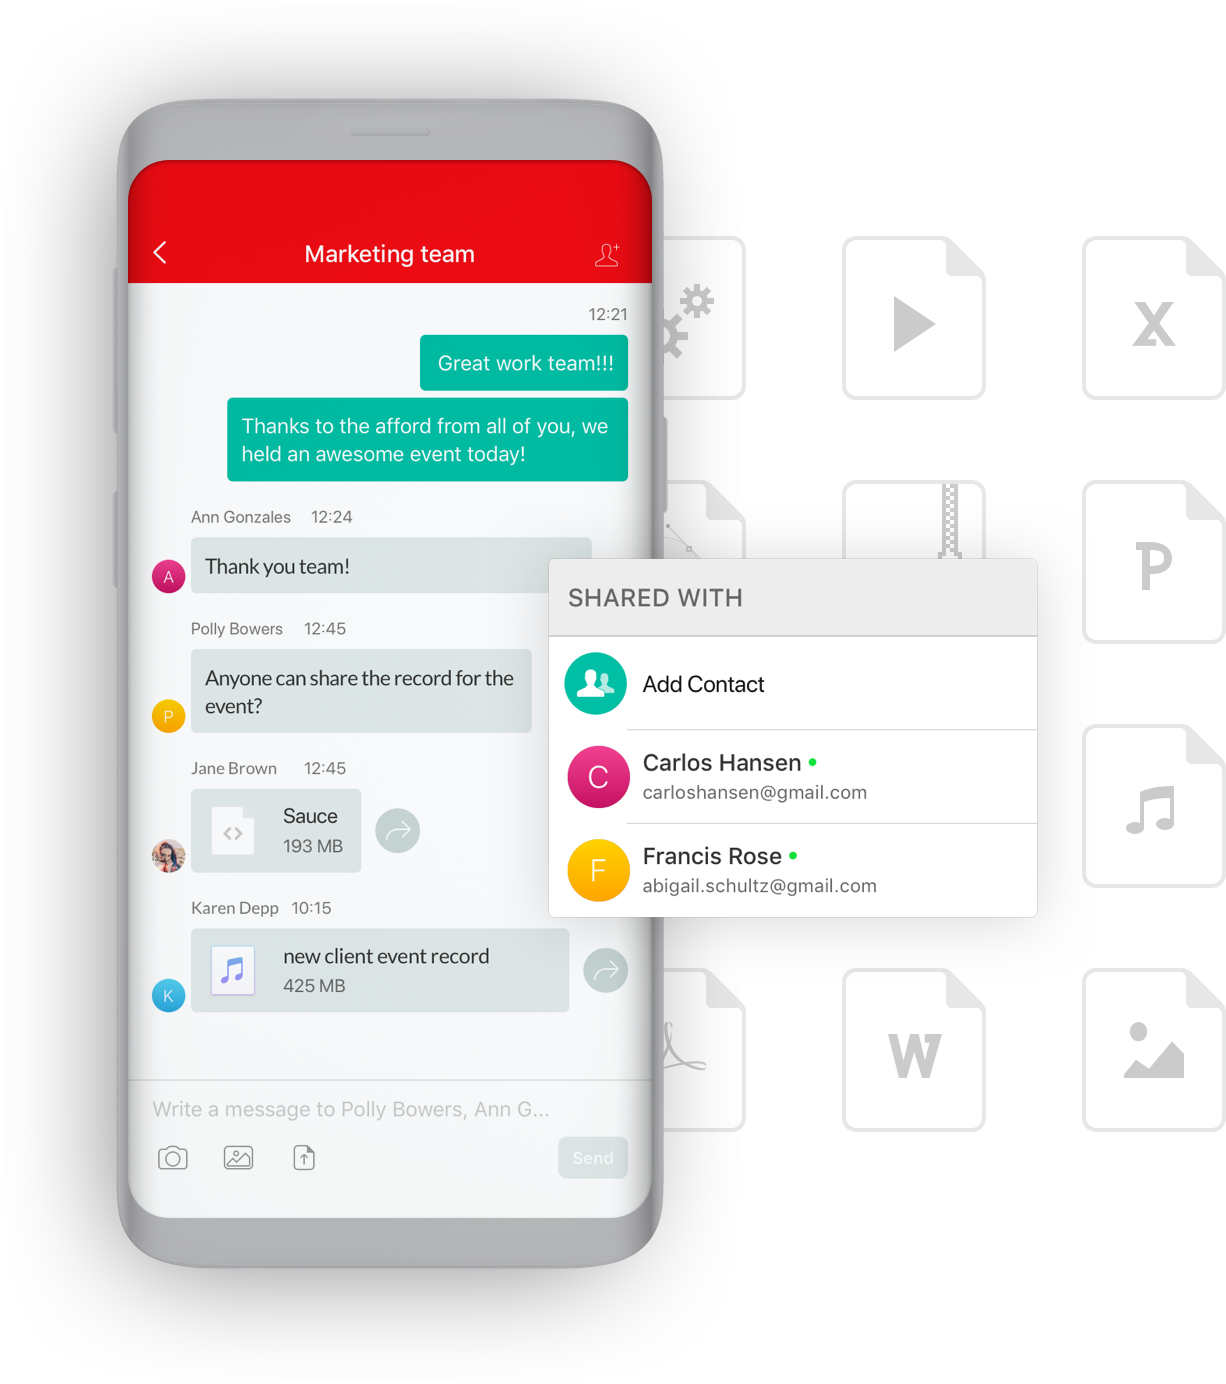 Marketing team
12:21
Great work team!!!
Thanks to the afford from all of you, we
held an awesome event today!
Ann Gonzales 12:24
A
Thank you team!
Polly Bowers 12:45
Anyone can share the record for the
event?
P
Jane Brown 12:45
Sauce
193 MB
Karen Depp 10:15
new client event record
425 MB
K
Write a message to Polly Bowers, Ann G...
Send
SHARED WITH
Add Contact
C
Carlos Hansen
carloshansen@gmail.com
F
Francis Rose
abigail.schultz@gmail.com
X
P
W